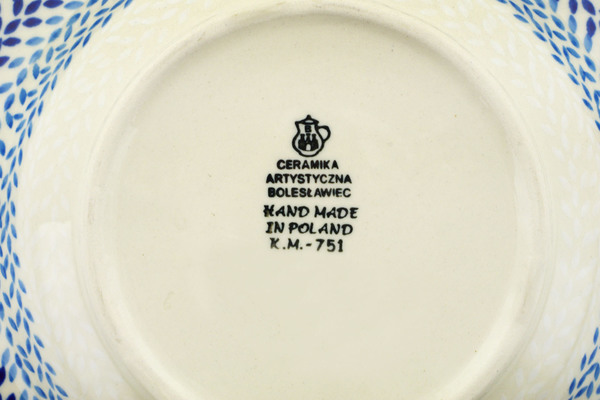 CERAMIKA
ARTYSTYCZNA
BOLESŁAWIEC
HAND MADE
IN POLAND
K.M.-751